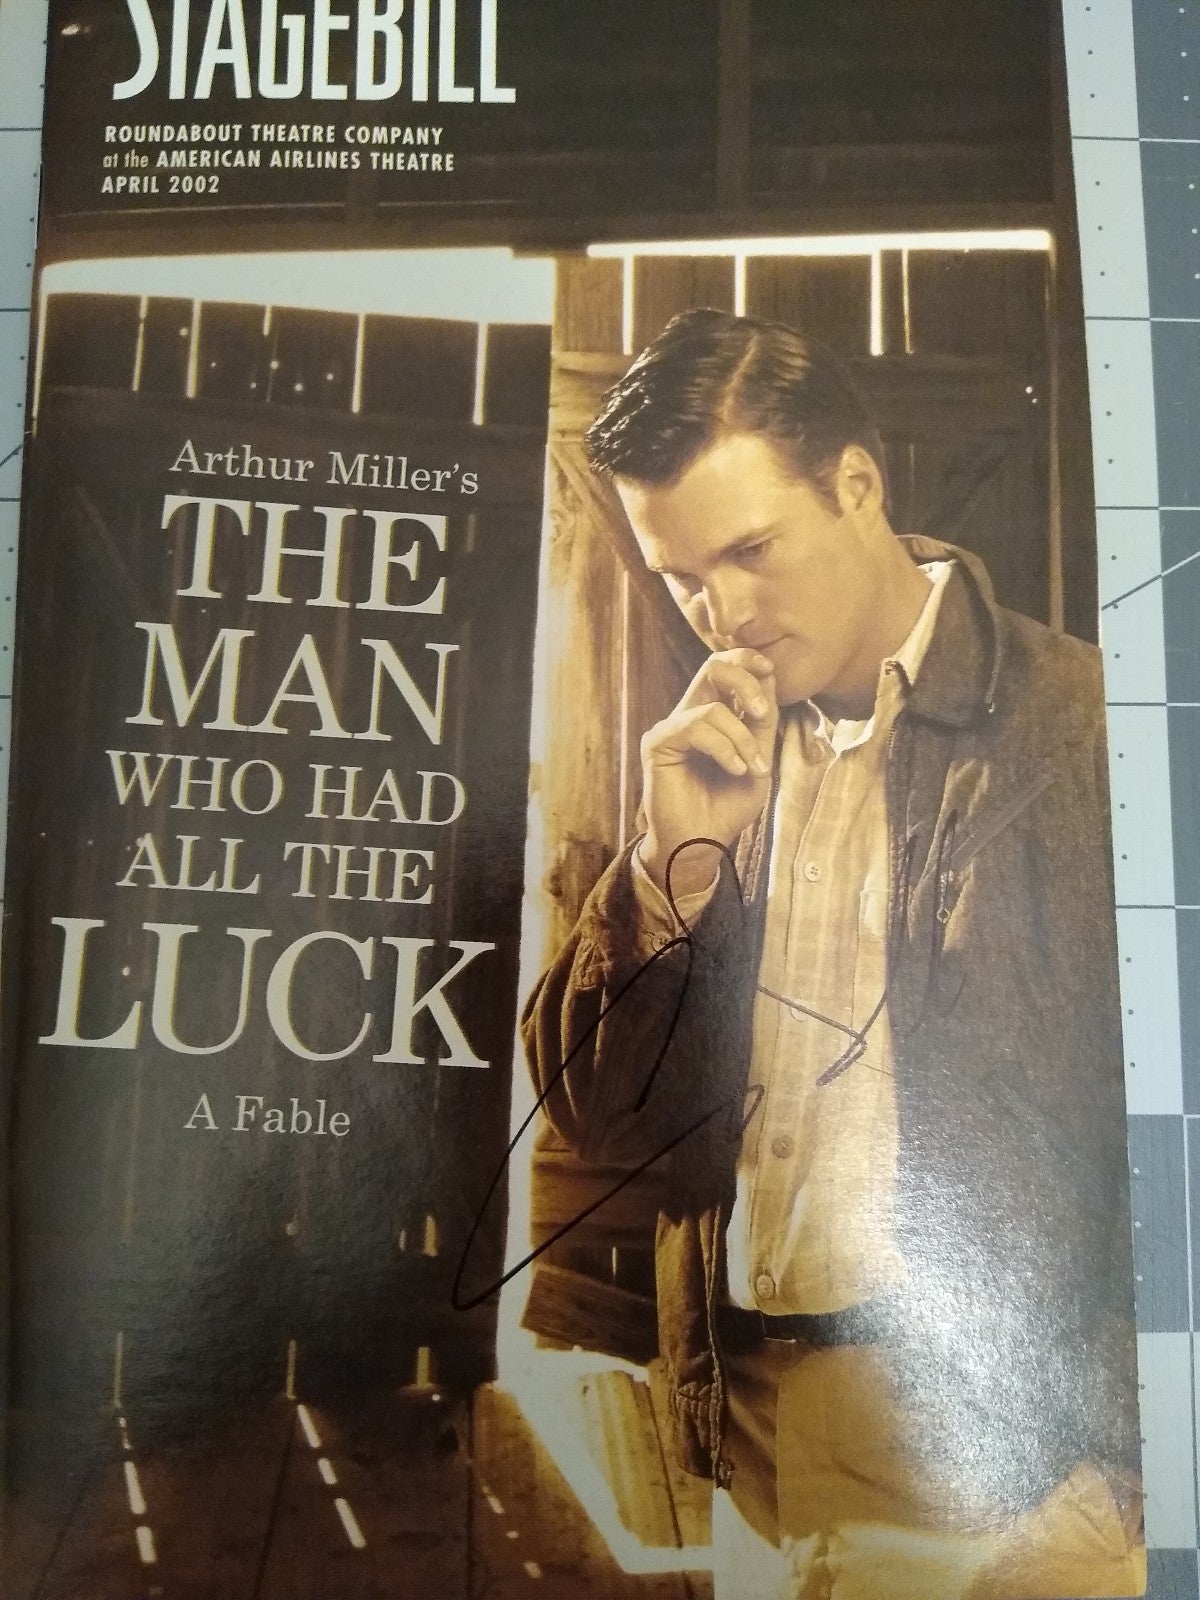 STAGEBILL
ROUNDABOUT THEATRE COMPANY
at the AMERICAN AIRLINES THEATRE
APRIL 2002
Arthur Miller's
THE
MAN
WHO HAD
ALL THE
LUCK
A Fable